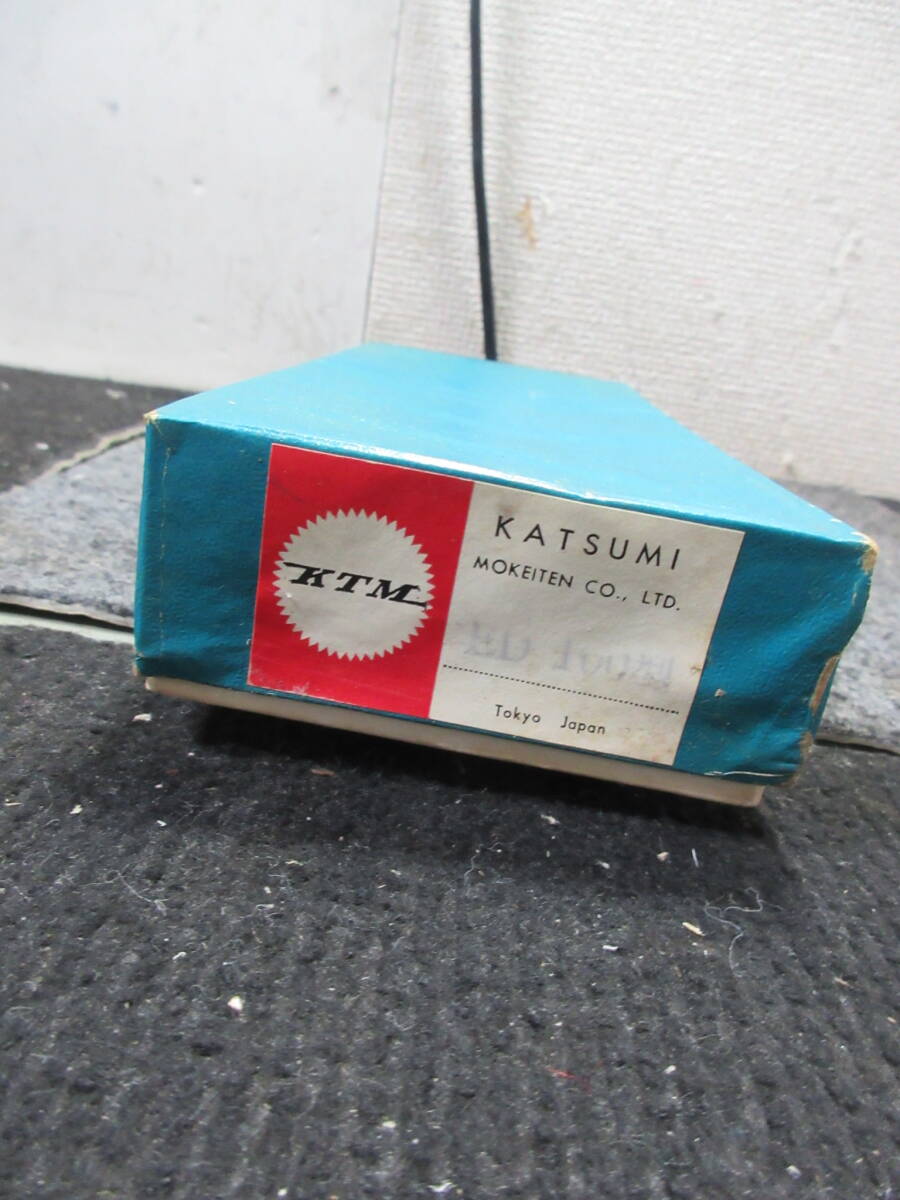 KTM
KATSUMI
MOKEITEN CO., LTD.
Tokyo Japan